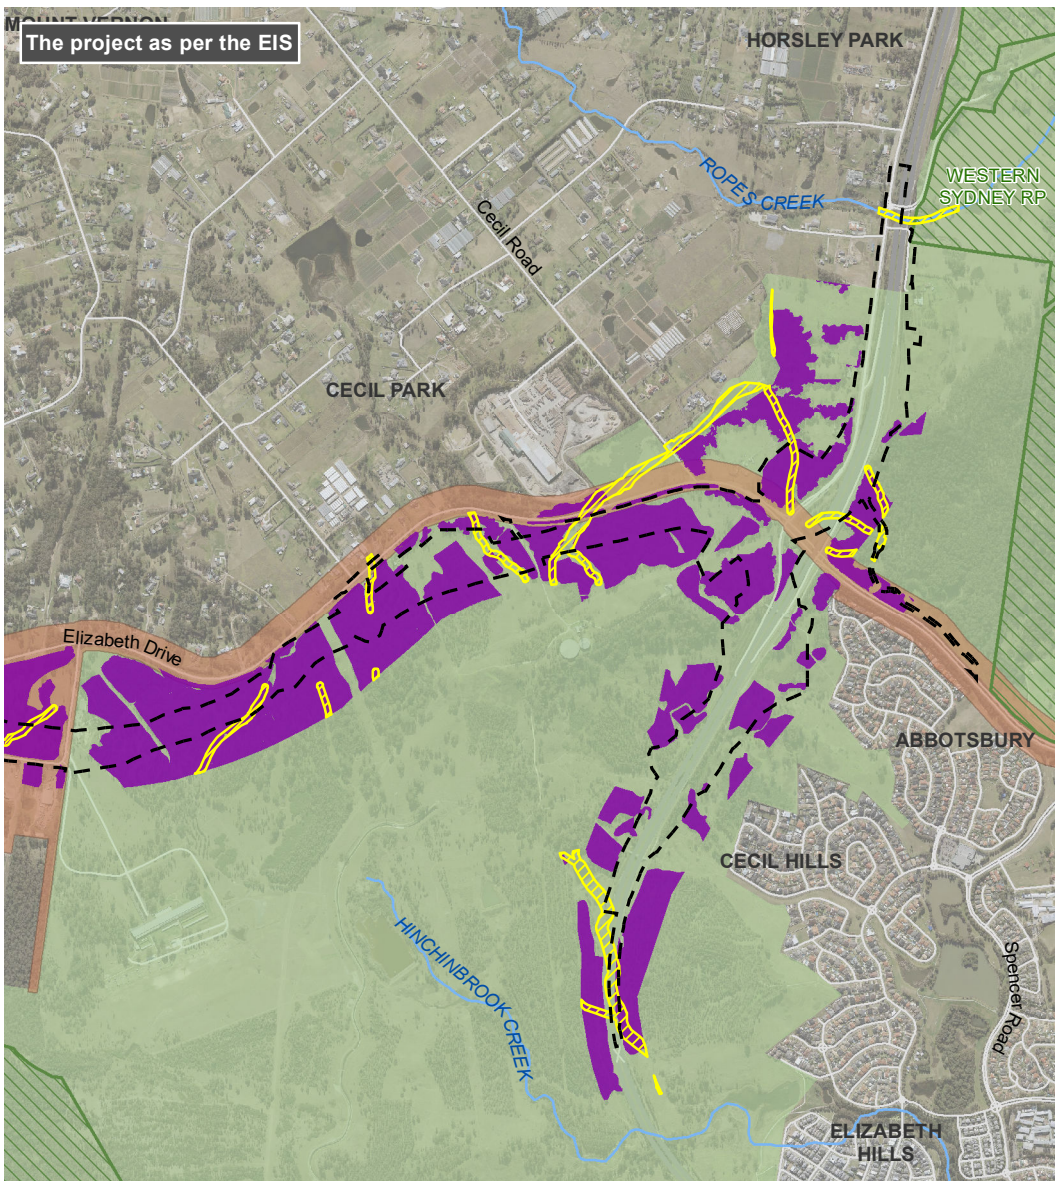 MOUNT VERNON
The project as per the EIS
HORSLEY PARK
ROPES CREEK
WESTERN
SYDNEY RP
Cecil Road
CECIL PARK
Elizabeth Drive
ABBOTSBURY
CECIL HILLS
HINCHINBROOK CREEK
Spencer Road
ELIZABETH
HILLS